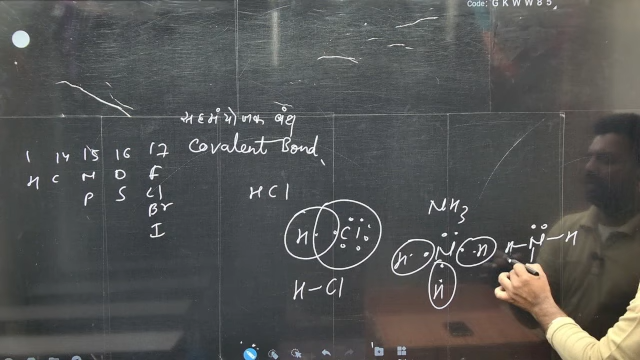 Code: GKWW85
સહસંયોજક બંધ
Covalent Bond
1 14 15 16 17
H C N O F
P S Cl
Br
I
HCl
H Cl
H-Cl
NH3
H N H
H
H-N-H